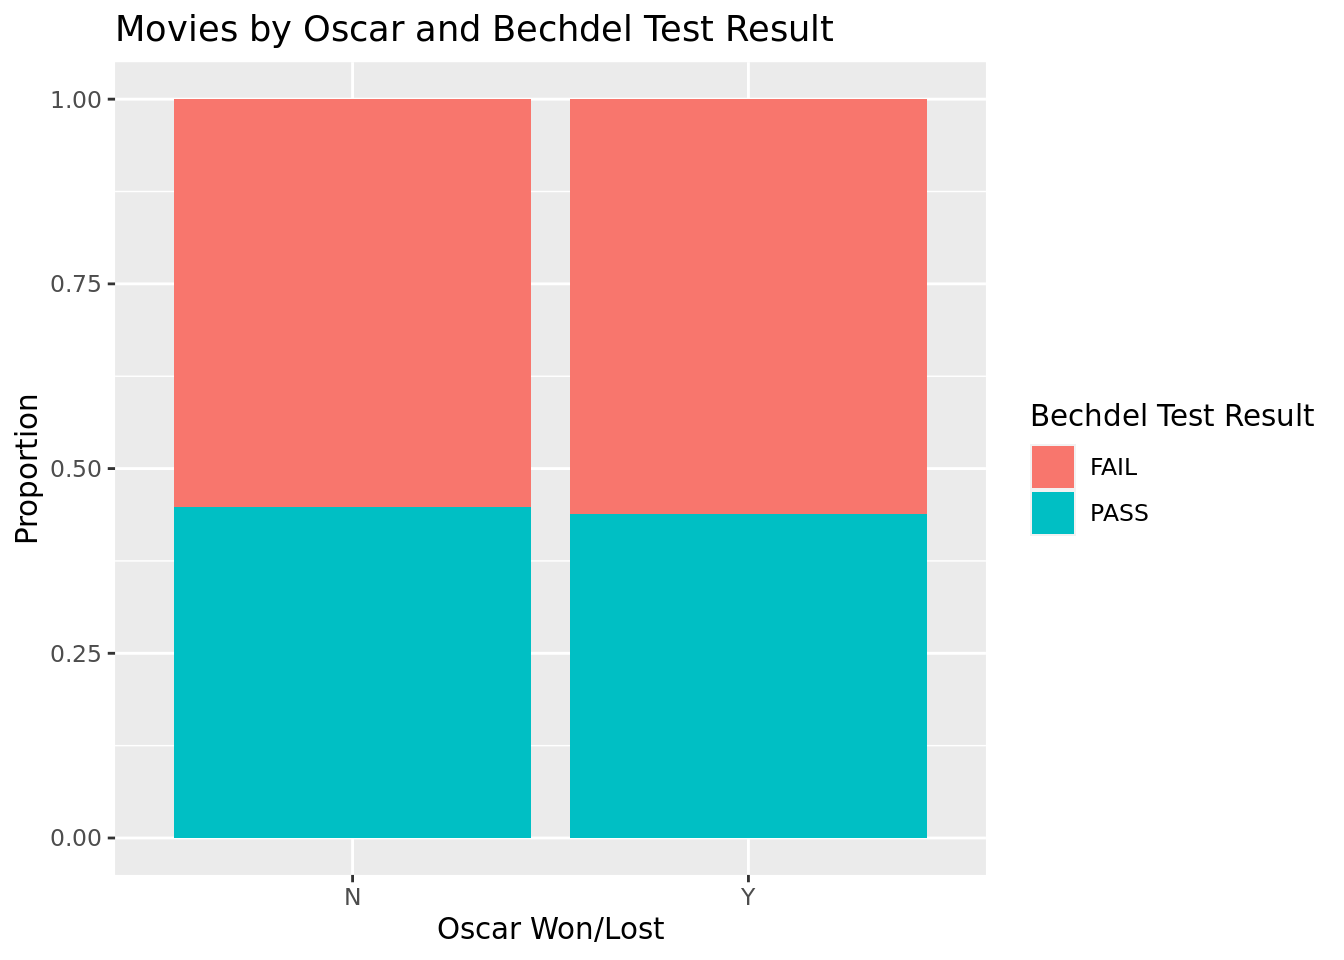 Movies by Oscar and Bechdel Test Result
1.00
0.75
0.50
0.25
0.00
Proportion
N
Y
Oscar Won/Lost
Bechdel Test Result
FAIL
PASS